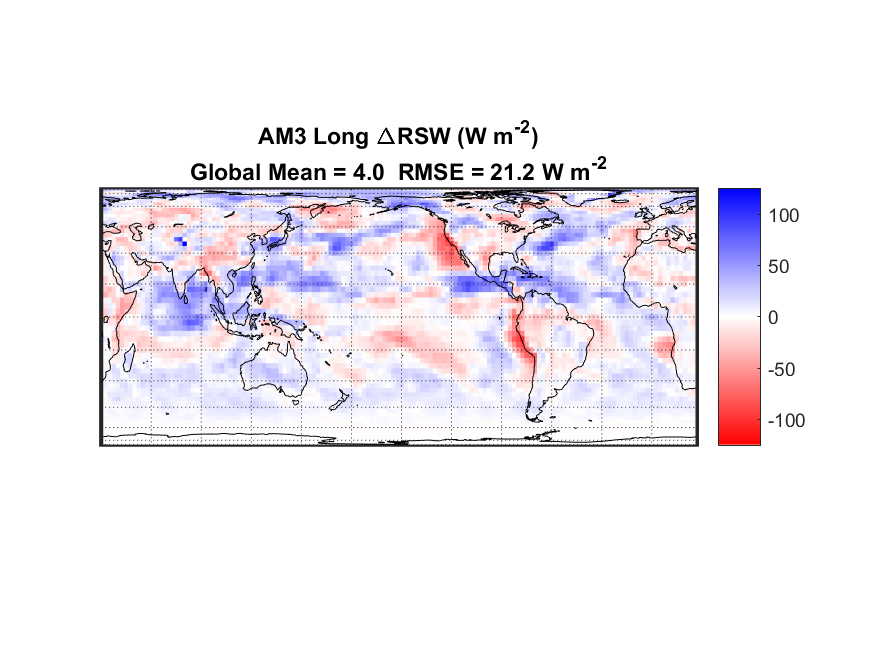 AM3 Long △RSW (W m⁻²)
Global Mean = 4.0 RMSE = 21.2 W m⁻²
100
50
0
-50
-100